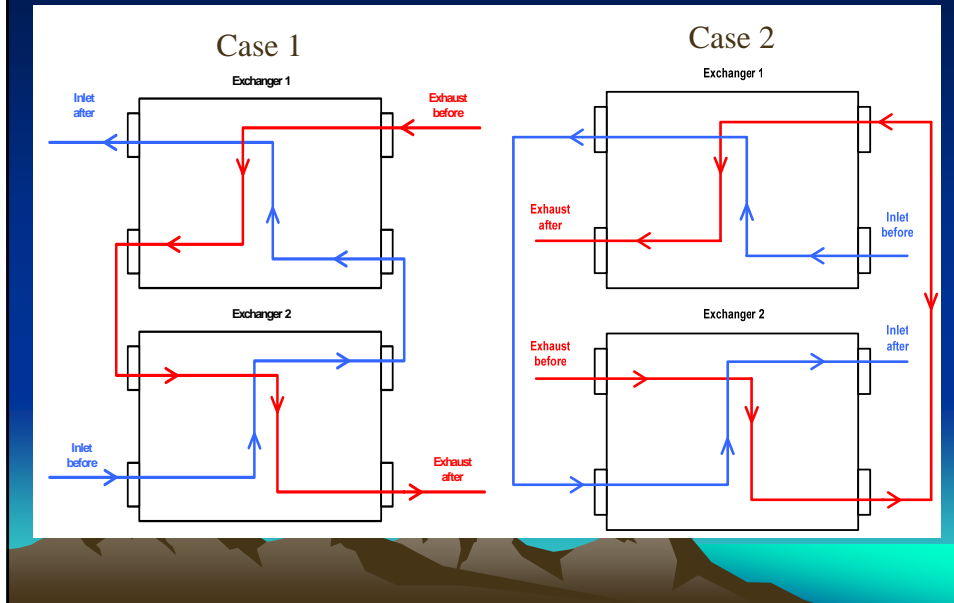 Case 1
Exchanger 1
Inlet
after
Exhaust
before
Exchanger 2
Inlet
before
Exhaust
after
Case 2
Exchanger 1
Exhaust
after
Inlet
before
Exchanger 2
Exhaust
before
Inlet
after